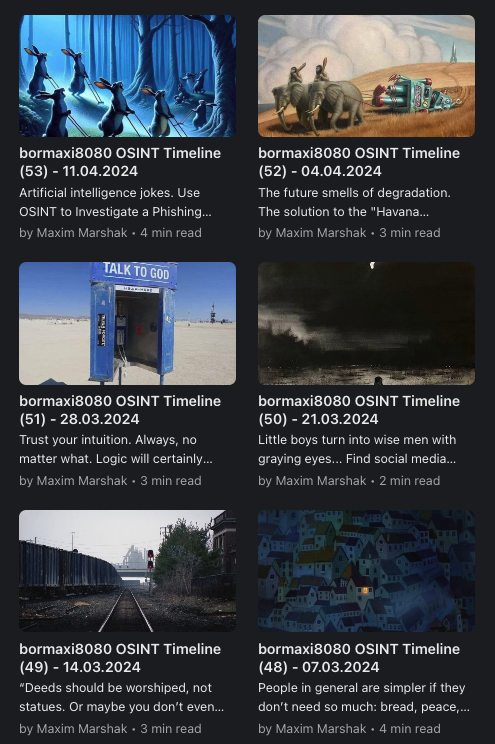 bormaxi8080 OSINT Timeline
(53) - 11.04.2024
Artificial intelligence jokes. Use
OSINT to Investigate a Phishing...
by Maxim Marshak • 4 min read
bormaxi8080 OSINT Timeline
(52) - 04.04.2024
The future smells of degradation.
The solution to the "Havana...
by Maxim Marshak • 3 min read
TALK TO GOD
bormaxi8080 OSINT Timeline
(51) - 28.03.2024
Trust your intuition. Always, no
matter what. Logic will certainly...
by Maxim Marshak • 3 min read
bormaxi8080 OSINT Timeline
(50) - 21.03.2024
Little boys turn into wise men with
graying eyes... Find social media...
by Maxim Marshak • 2 min read
bormaxi8080 OSINT Timeline
(49) - 14.03.2024
“Deeds should be worshiped, not
statues. Or maybe you don’t even...
by Maxim Marshak • 3 min read
bormaxi8080 OSINT Timeline
(48) - 07.03.2024
People in general are simpler if they
don’t need so much: bread, peace,...
by Maxim Marshak • 4 min read